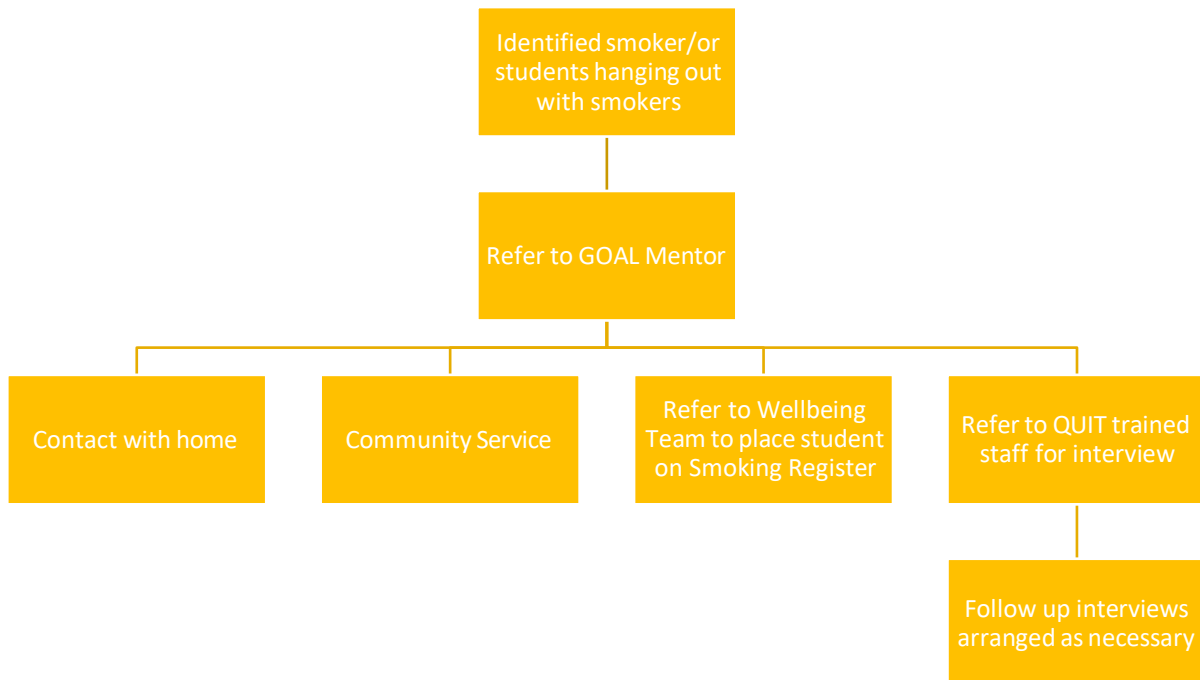 Identified smoker/or
students hanging out
with smokers
Refer to GOAL Mentor
Contact with home
Community Service
Refer to Wellbeing
Team to place student
on Smoking Register
Refer to QUIT trained
staff for interview
Follow up interviews
arranged as necessary